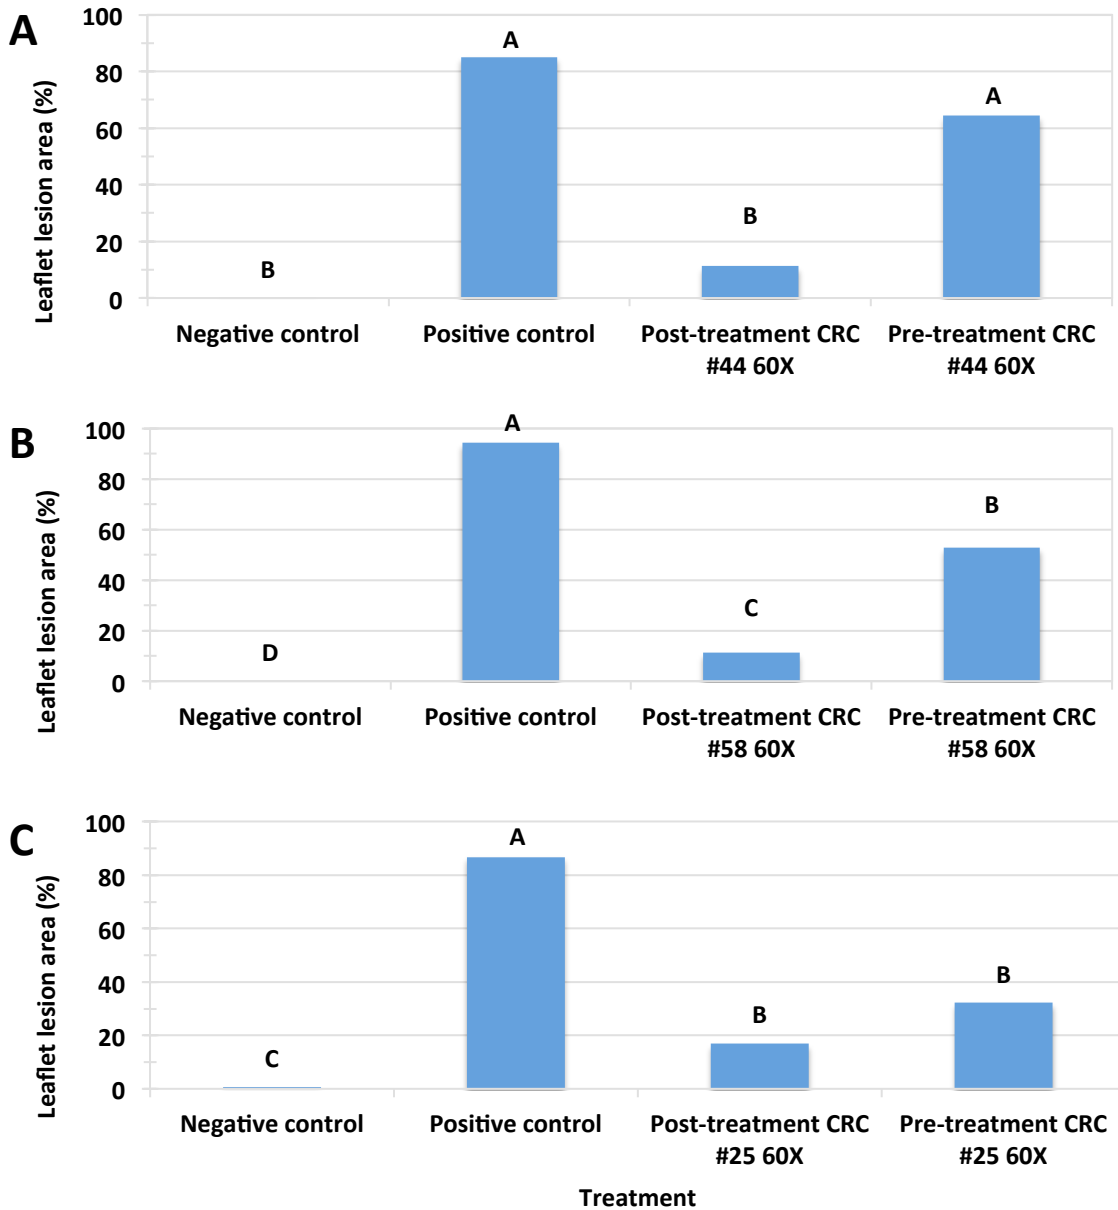 A
Leaflet lesion area (%)
100
80
60
40
20
0
B
A
B
A
Negative control
Positive control
Post-treatment CRC
#44 60X
Pre-treatment CRC
#44 60X
B
Leaflet lesion area (%)
100
80
60
40
20
0
D
A
C
B
Negative control
Positive control
Post-treatment CRC
#58 60X
Pre-treatment CRC
#58 60X
C
Leaflet lesion area (%)
100
80
60
40
20
0
C
A
B
B
Negative control
Positive control
Post-treatment CRC
#25 60X
Pre-treatment CRC
#25 60X
Treatment